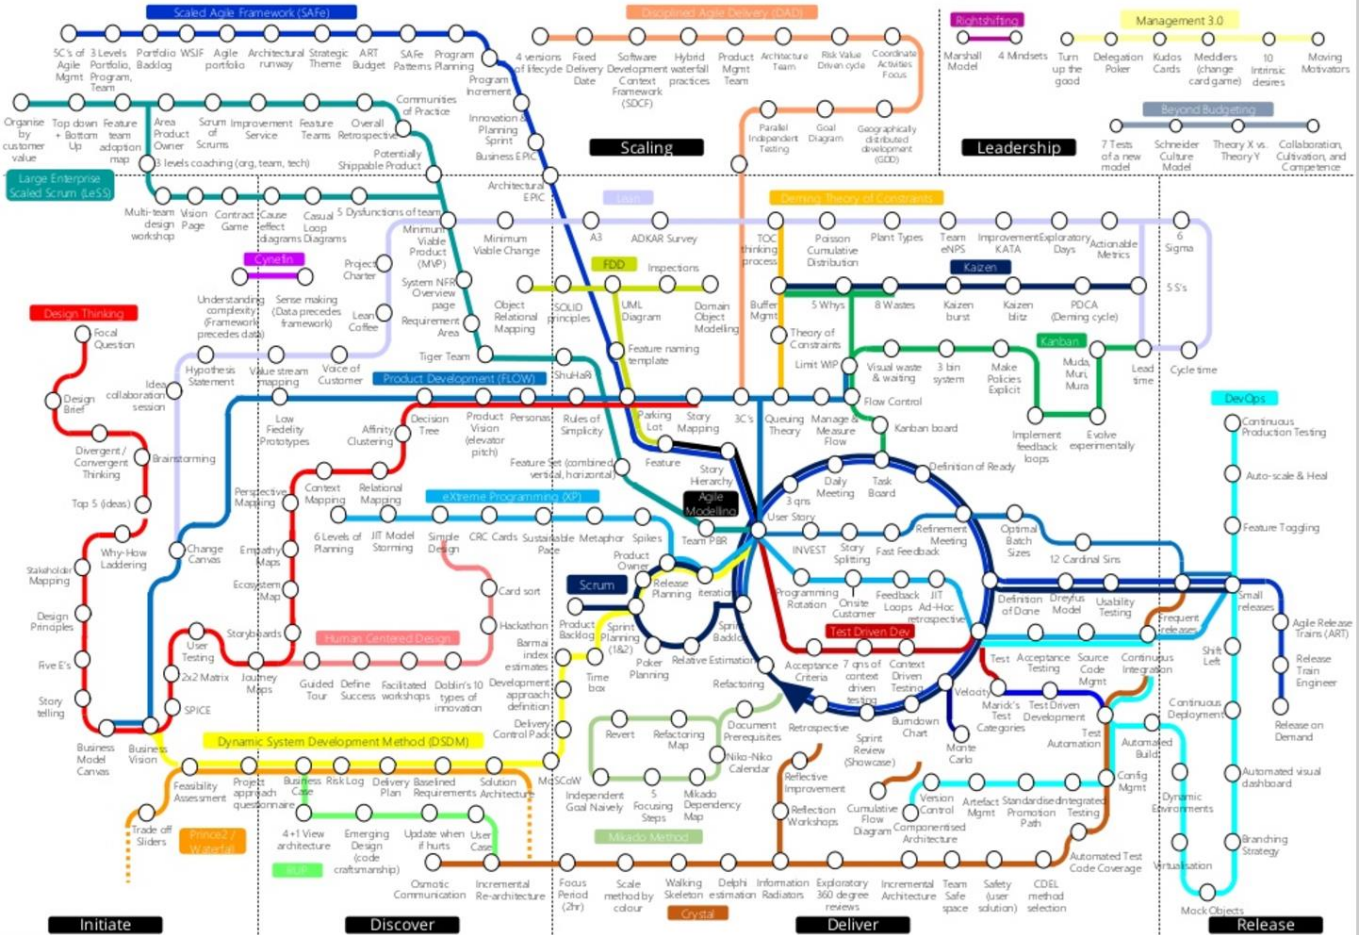 Scaled Agile Framework (SAFe)
5C's of
Agile
Mgmt
3 Levels
Portfolio,
Program,
Team
Portfolio
Backlog
WSJF
Agile
portfolio
Architectural
runway
Strategic
Theme
ART
Budget
SAFe
Patterns
Program
Planning
Program
Increment
Innovation &
Planning
Sprint
Business EPIC
Architectural
EPIC
Disciplined Agile Delivery (DAD)
4 versions
of lifecycle
Fixed
Delivery
Date
Software
Development
Context
Framework
(SDCF)
Hybrid
waterfall
practices
Product
Mgmt
Team
Architecture
Team
Risk Value
Driven cycle
Coordinate
Activities
Focus
Parallel
Independent
Testing
Goal
Diagram
Geographically
distributed
development
(GDD)
Scaling
Rightshifting
Marshall
Model
4 Mindsets
Management 3.0
Turn
up the
good
Delegation
Poker
Kudos
Cards
Meddlers
(change
card game)
10
Intrinsic
desires
Moving
Motivators
Beyond Budgeting
7 Tests
of a new
model
Schneider
Culture
Model
Theory X vs.
Theory Y
Collaboration,
Cultivation, and
Competence
Leadership
Organise
by
customer
value
Top down
+ Bottom
Up
Feature
team
adoption
map
Area
Product
Owner
Scrum
of
Scrums
Improvement
Service
Feature
Teams
Overall
Retrospective
Communities
of Practice
Potentially
Shippable Product
3 levels coaching (org, team, tech)
Large Enterprise
Scaled Scrum (LeSS)
Multi-team
design
workshop
Vision
Page
Contract
Game
Cause
effect
diagrams
Casual
Loop
Diagrams
5 Dysfunctions of team
Minimum
Viable
Product
(MVP)
System NFR
Overview
page
Requirement
Area
Tiger Team
ShuHaRi
Lean
Minimum
Viable Change
A3
ADKAR Survey
Project
Charter
Lean
Coffee
Voice of
Customer
Value stream
mapping
Hypothesis
Statement
Idea
collaboration
session
Change
Canvas
Cynefin
Understanding
complexity
(Framework
precedes data)
Sense making
(Data precedes
framework)
FDD
Inspections
Object
Relational
Mapping
SOLID
principles
UML
Diagram
Domain
Object
Modelling
Feature naming
template
Parking
Lot
Deming Theory of Constraints
TOC
thinking
process
Poisson
Cumulative
Distribution
Plant Types
Team
eNPS
Improvement
KATA
Exploratory
Days
Actionable
Metrics
6
Sigma
5 S's
Kaizen
Buffer
Mgmt
5 Whys
8 Wastes
Kaizen
burst
Kaizen
blitz
PDCA
(Deming cycle)
Theory of
Constraints
Limit WIP
Visual waste
& waiting
3 bin
system
Make
Policies
Explicit
Kanban
Muda,
Muri,
Mura
Lead
time
Cycle time
Implement
feedback
loops
Evolve
experimentally
Flow Control
Kanban board
Design Thinking
Focal
Question
Design
Brief
Divergent /
Convergent
Thinking
Brainstorming
Top 5 (ideas)
Why-How
Laddering
Stakeholder
Mapping
Design
Principles
Five E's
Story
telling
Business
Model
Canvas
Business
Vision
SPICE
2x2 Matrix
User
Testing
Journey
Maps
Storyboards
Ecosystem
Map
Empathy
Maps
Perspective
Mapping
Context
Mapping
Relational
Mapping
Affinity
Clustering
Product Development (FLOW)
Low
Fedielity
Prototypes
Decision
Tree
Product
Vision
(elevator
pitch)
Personas
Rules of
Simplicity
Story
Mapping
3C's
Queuing
Theory
Manage &
Measure
Flow
Feature
Story
Hierarchy
Feature Set (combined,
vertical, horizontal)
Agile
Modelling
Team PBR
eXtreme Programming (XP)
6 Levels of
Planning
JIT Model
Storming
Simple
Design
CRC Cards
Sustainable
Pace
Metaphor
Spikes
Card sort
Hackathon
Human Centered Design
Guided
Tour
Define
Success
Facilitated
workshops
Doblin's 10
types of
innovation
Scrum
Product
Backlog
Product
Owner
Release
Planning
iteration
Sprint
Planning
(1&2)
Poker
Planning
Relative Estimation
Sprint
Backlog
User Story
3 qns
Daily
Meeting
Task
Board
Definition of Ready
Refinement
Meeting
Optimal
Batch
Sizes
12 Cardinal Sins
INVEST
Story
Splitting
Fast Feedback
Programming
Rotation
Onsite
Customer
Feedback
Loops
JIT
Ad-Hoc
retrospective
Definition
of Done
Dreyfus
Model
Usability
Testing
Frequent
releases
Small
releases
Test Driven Dev
Acceptance
Criteria
7 qns of
context
driven
testing
Context
Driven
Testing
Test
Acceptance
Testing
Source
Code
Mgmt
Continuous
Integration
Velocity
Marick's
Test
Categories
Test Driven
Development
Test
Automation
Monte
Carlo
Burndown
Chart
Sprint
Review
(Showcase)
Retrospective
Refactoring
DevOps
Continuous
Production Testing
Auto-scale & Heal
Feature Toggling
Agile Release
Trains (ART)
Release
Train
Engineer
Release on
Demand
Shift
Left
Continuous
Deployment
Automated visual
dashboard
Branching
Strategy
Automated
Build
Dynamic
Environments
Virtualisation
Mock Objects
Config
Mgmt
Version
Control
Artefact
Mgmt
Standardised
Promotion
Path
Integrated
Testing
Componentised
Architecture
Dynamic System Development Method (DSDM)
Feasibility
Assessment
Project
approach
questionnaire
Business
Case
Risk Log
Delivery
Plan
Baselined
Requirements
Solution
Architecture
MoSCoW
Delivery
Control Pack
Development
approach
definition
Barmai
index
estimates
Time
box
Trade off
Sliders
Prince2 /
Waterfall
4+1 View
architecture
Emerging
Design
(code
craftsmanship)
Update when
if hurts
User
Case
RUP
Revert
Refactoring
Map
Document
Prerequisites
Niko-Niko
Calendar
Independent
Goal Naively
5
Focusing
Steps
Mikado
Dependency
Map
Mikado Method
Reflective
Improvement
Reflection
Workshops
Cumulative
Flow
Diagram
Osmotic
Communication
Incremental
Re-architecture
Focus
Period
(2hr)
Scale
method by
colour
Walking
Skeleton
Delphi
estimation
Information
Radiators
Exploratory
360 degree
reviews
Incremental
Architecture
Team
Safe
space
Safety
(user
solution)
CDEL
method
selection
Automated Test
Code Coverage
Crystal
Initiate
Discover
Deliver
Release